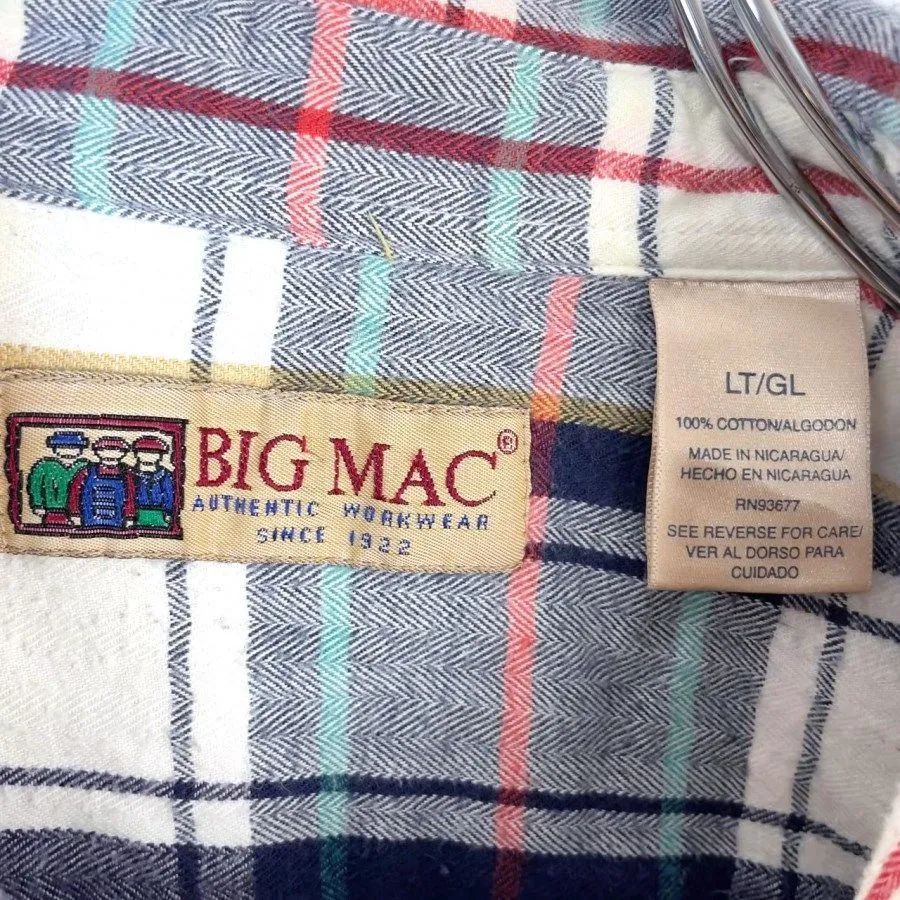 BIG MAC®
AUTHENTIC WORKWEAR
SINCE 1922
LT/GL
100% COTTON/ALGODON
MADE IN NICARAGUA/
HECHO EN NICARAGUA
RN93677
SEE REVERSE FOR CARE/
VER AL DORSO PARA
CUIDADO